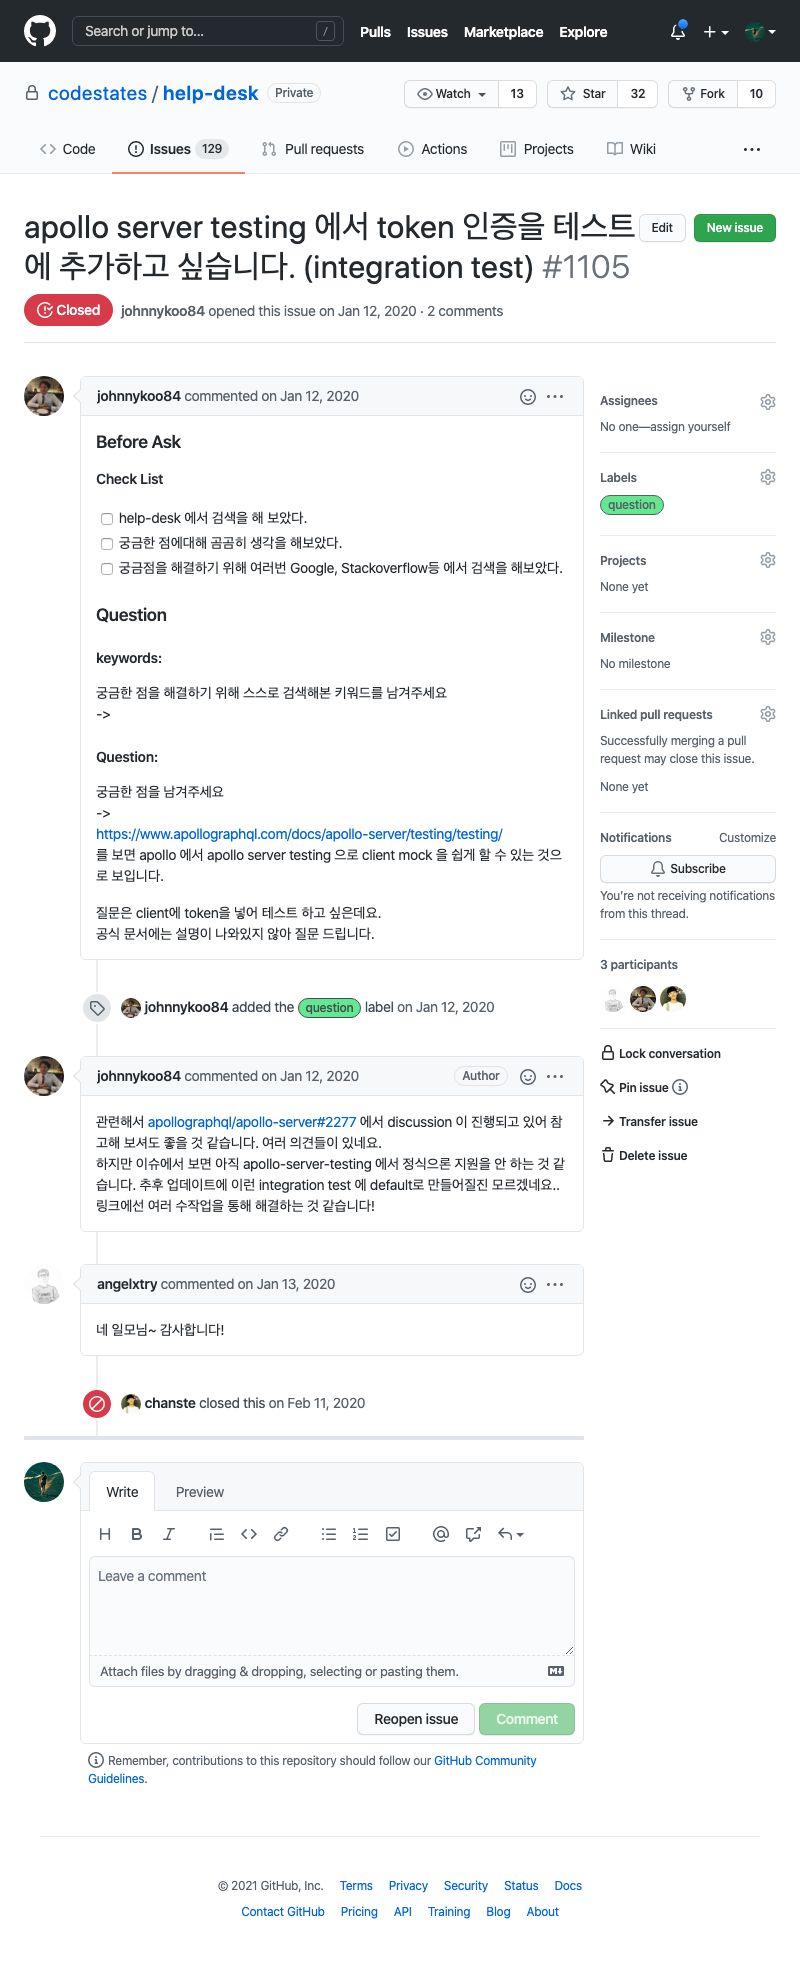 Search or jump to...
/
Pulls
Issues
Marketplace
Explore
codestates / help-desk
Private
Watch
13
Star
32
Fork
10
Code
Issues 129
Pull requests
Actions
Projects
Wiki
apollo server testing 에서 token 인증을 테스트
에 추가하고 싶습니다. (integration test) #1105
Edit
New issue
Closed
johnnykoo84 opened this issue on Jan 12, 2020 · 2 comments
johnnykoo84 commented on Jan 12, 2020
Before Ask
Check List
help-desk 에서 검색을 해 보았다.
궁금한 점에대해 곰곰히 생각을 해보았다.
궁금점을 해결하기 위해 여러번 Google, Stackoverflow등 에서 검색을 해보았다.
Question
keywords:
궁금한 점을 해결하기 위해 스스로 검색해본 키워드를 남겨주세요
->
Question:
궁금한 점을 남겨주세요
->
https://www.apollographql.com/docs/apollo-server/testing/testing/
를 보면 apollo 에서 apollo server testing 으로 client mock 을 쉽게 할 수 있는 것으
로 보입니다.
질문은 client에 token을 넣어 테스트 하고 싶은데요.
공식 문서에는 설명이 나와있지 않아 질문 드립니다.
johnnykoo84 added the question label on Jan 12, 2020
johnnykoo84 commented on Jan 12, 2020
Author
관련해서 apollographql/apollo-server#2277 에서 discussion 이 진행되고 있어 참
고해 보셔도 좋을 것 같습니다. 여러 의견들이 있네요.
하지만 이슈에서 보면 아직 apollo-server-testing 에서 정식으론 지원을 안 하는 것 같
습니다. 추후 업데이트에 이런 integration test 에 default로 만들어질진 모르겠네요..
링크에선 여러 수작업을 통해 해결하는 것 같습니다!
angelxtry commented on Jan 13, 2020
네 일모님~ 감사합니다!
chanste closed this on Feb 11, 2020
Write
Preview
Leave a comment
Attach files by dragging & dropping, selecting or pasting them.
Reopen issue
Comment
Remember, contributions to this repository should follow our GitHub Community
Guidelines.
Assignees
No one—assign yourself
Labels
question
Projects
None yet
Milestone
No milestone
Linked pull requests
Successfully merging a pull
request may close this issue.
None yet
Notifications
Customize
Subscribe
You're not receiving notifications
from this thread.
3 participants
Lock conversation
Pin issue
Transfer issue
Delete issue
© 2021 GitHub, Inc.
Terms
Privacy
Security
Status
Docs
Contact GitHub
Pricing
API
Training
Blog
About